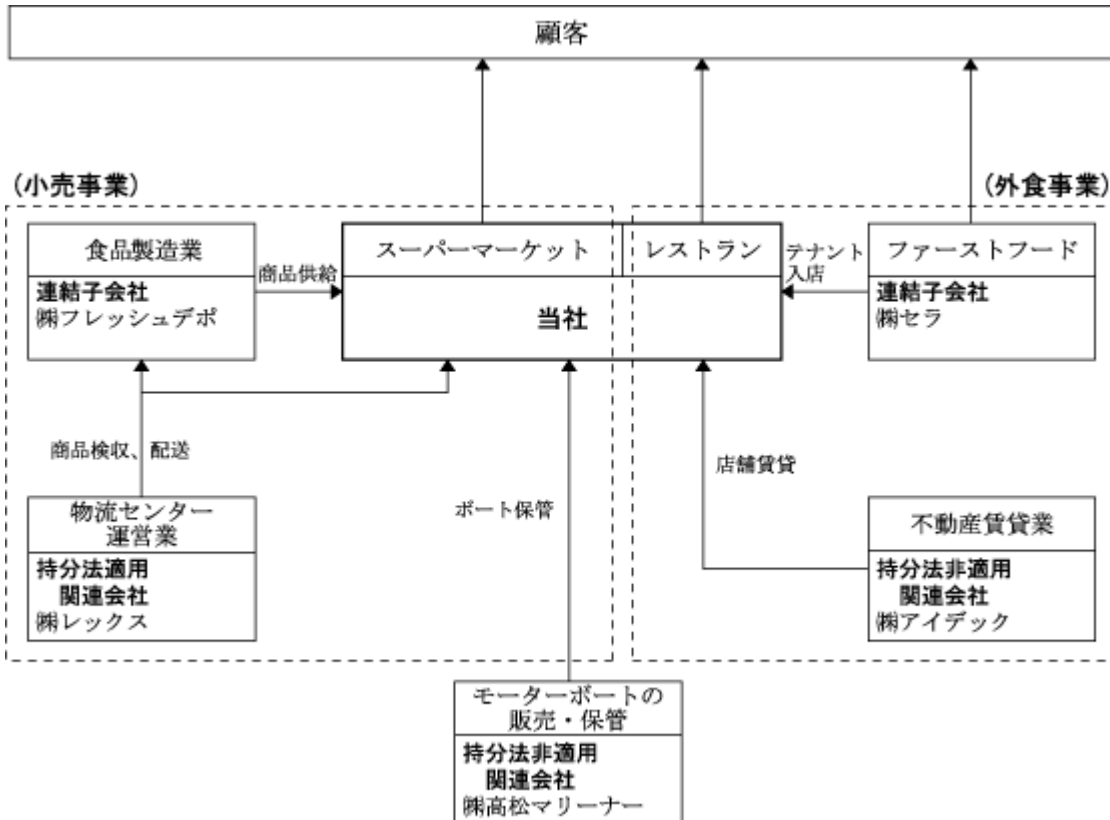 顧客
(小売事業)
(外食事業)
食品製造業
連結子会社
㈱フレッシュデポ
商品供給
スーパーマーケット
レストラン
当社
テナント
入店
ファーストフード
連結子会社
㈱セラ
商品検収、配送
ボート保管
店舗賃貸
物流センター
運営業
持分法適用
関連会社
㈱レックス
不動産賃貸業
持分法非適用
関連会社
㈱アイデック
モーターボートの
販売・保管
持分法非適用
関連会社
㈱高松マリーナー